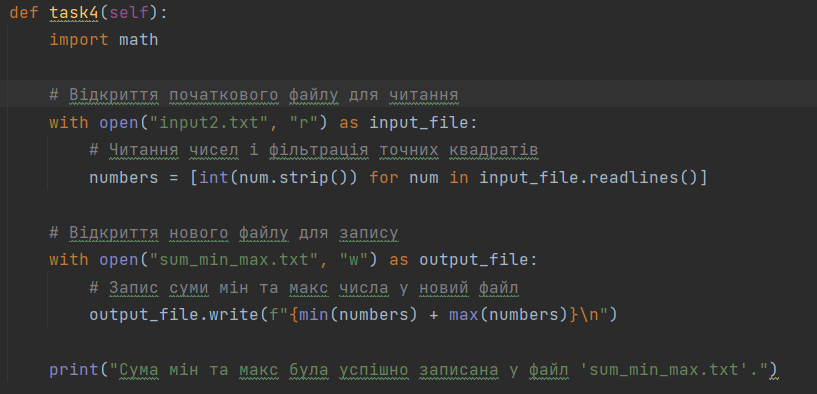 def task4(self):
    import math

    # Відкриття початкового файлу для читання
    with open("input2.txt", "r") as input_file:
        # Читання чисел і фільтрація точних квадратів
        numbers = [int(num.strip()) for num in input_file.readlines()]

    # Відкриття нового файлу для запису
    with open("sum_min_max.txt", "w") as output_file:
        # Запис суми мін та макс числа у новий файл
        output_file.write(f"{min(numbers) + max(numbers)}\n")

    print("Сума мін та макс була успішно записана у файл 'sum_min_max.txt'.")